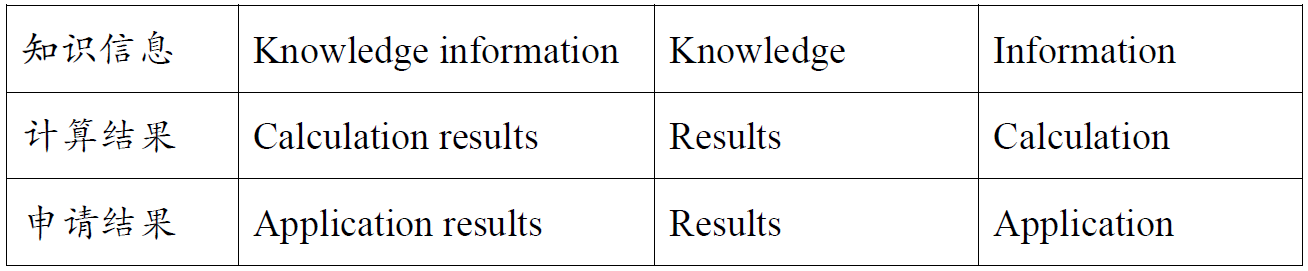 知识信息 Knowledge information Knowledge Information
计算结果 Calculation results Results Calculation
申请结果 Application results Results Application